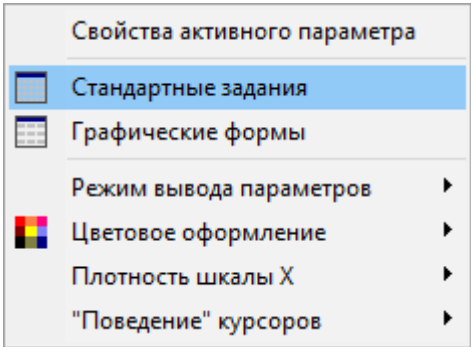 Свойства активного параметра
Стандартные задания
Графические формы
Режим вывода параметров
Цветовое оформление
Плотность шкалы X
"Поведение" курсоров